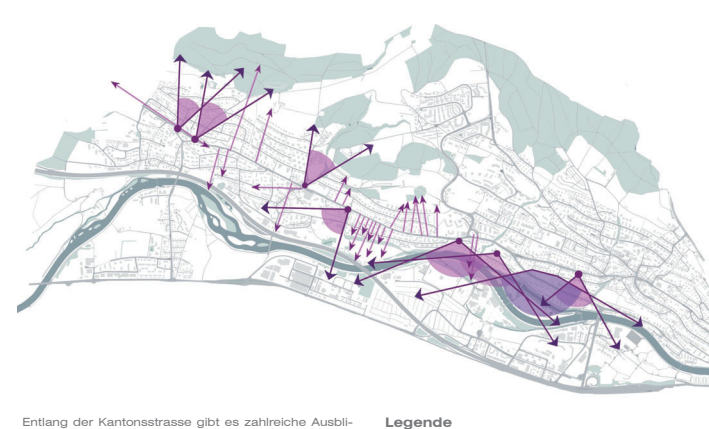 Entlang der Kantonsstrasse gibt es zahlreiche Ausbli-
Legende